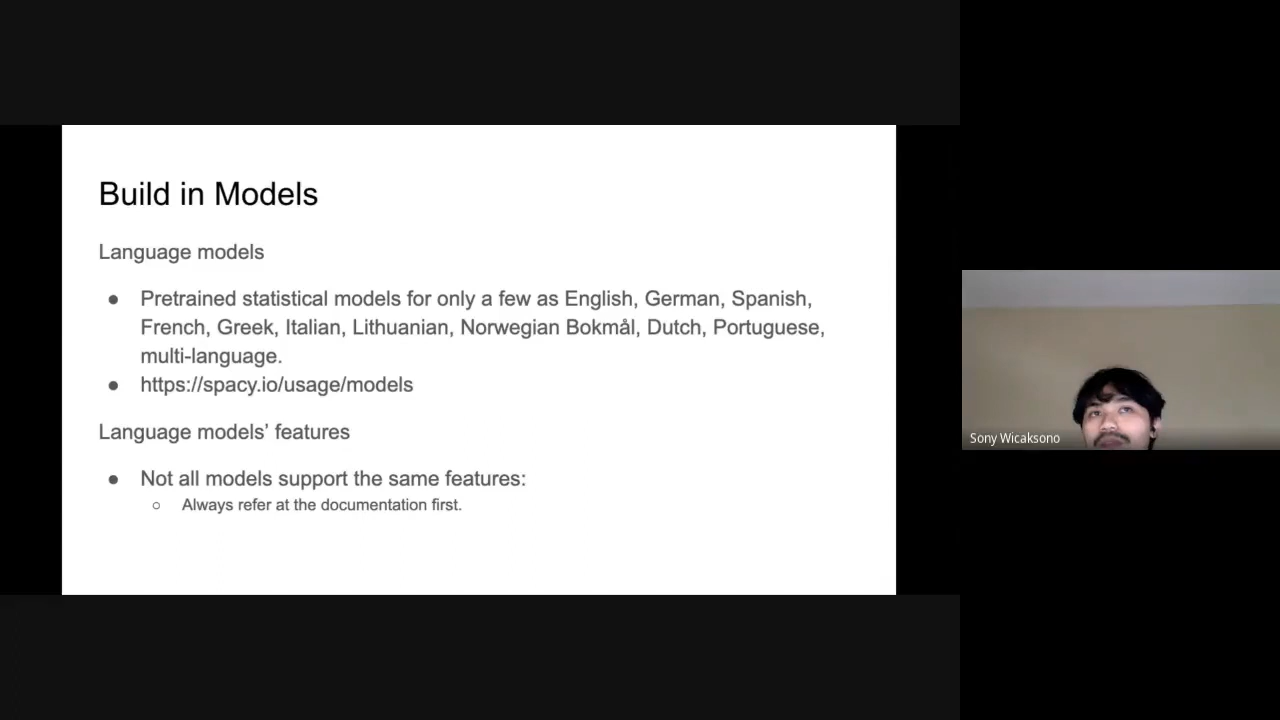 Build in Models
Language models
● Pretrained statistical models for only a few as English, German, Spanish,
French, Greek, Italian, Lithuanian, Norwegian Bokmål, Dutch, Portuguese,
multi-language.
● https://spacy.io/usage/models
Language models’ features
● Not all models support the same features:
○ Always refer at the documentation first.
Sony Wicaksono